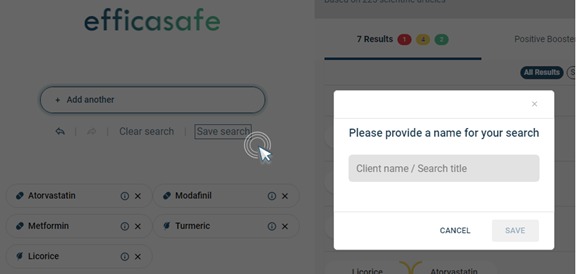 efficasafe
+ Add another
Clear search
Save search
Atorvastatin
Modafinil
Metformin
Turmeric
Licorice
Based on 225 scientific articles
7 Results 1 4 2
Positive Booste
All Results
Please provide a name for your search
Client name / Search title
CANCEL SAVE
Licorice Atorvastatin